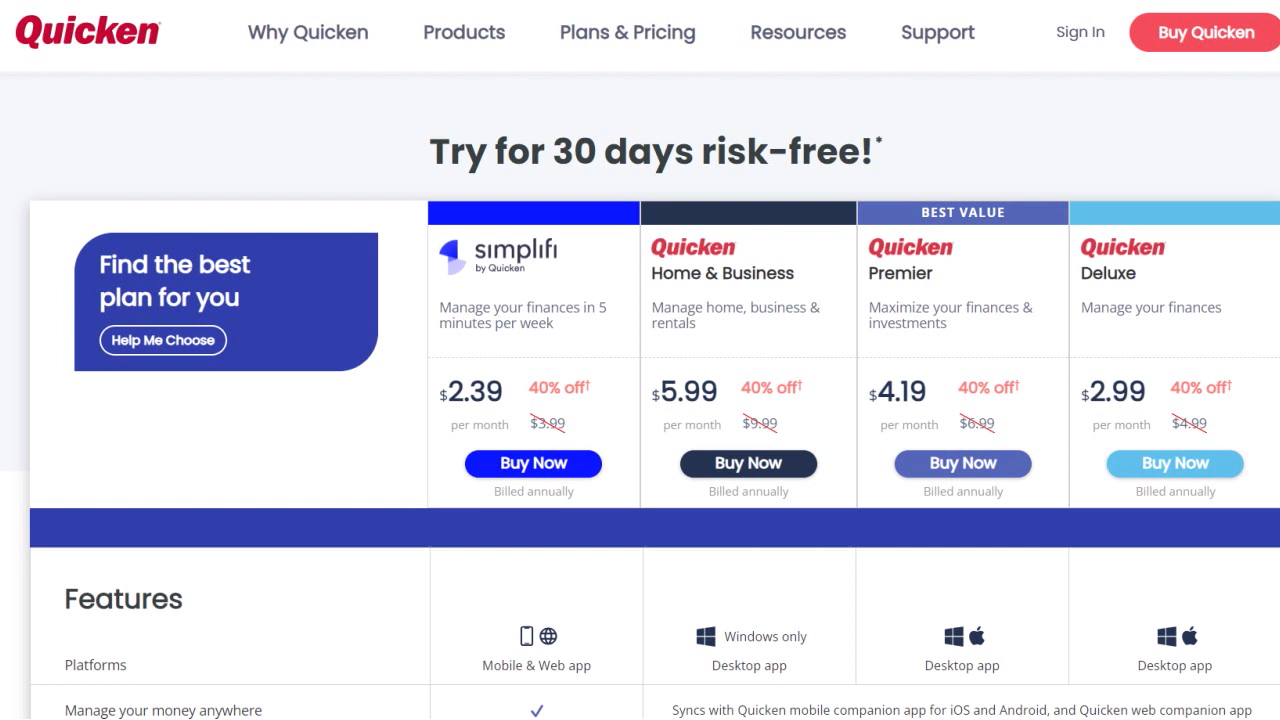 Quicken
Why Quicken
Products
Plans & Pricing
Resources
Support
Sign In
Buy Quicken
Try for 30 days risk-free!*
Find the best
plan for you
Help Me Choose
simplifi
by Quicken
Manage your finances in 5
minutes per week
$2.39 40% off†
per month $3.99
Buy Now
Billed annually
Quicken
Home & Business
Manage home, business &
rentals
$5.99 40% off†
per month $9.99
Buy Now
Billed annually
BEST VALUE
Quicken
Premier
Maximize your finances &
investments
$4.19 40% off†
per month $6.99
Buy Now
Billed annually
Quicken
Deluxe
Manage your finances
$2.99 40% off†
per month $4.99
Buy Now
Billed annually
Features
Platforms
Mobile & Web app
Windows only
Desktop app
Desktop app
Desktop app
Manage your money anywhere
Syncs with Quicken mobile companion app for iOS and Android, and Quicken web companion app